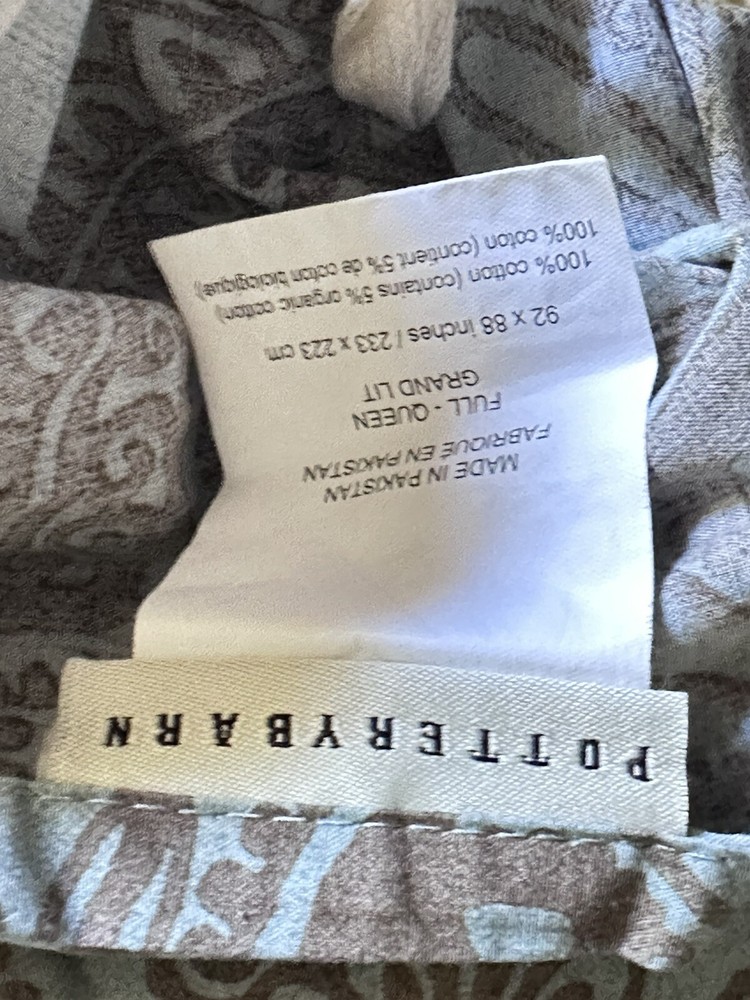 POTTERYBARN
MADE IN PAKISTAN
FABRIQUÉ EN PAKISTAN
FULL - QUEEN
GRAND LIT
92 x 88 inches / 233 x 223 cm
100% cotton (contains 5% organic cotton)
100% coton (contient 5% de coton biologique)